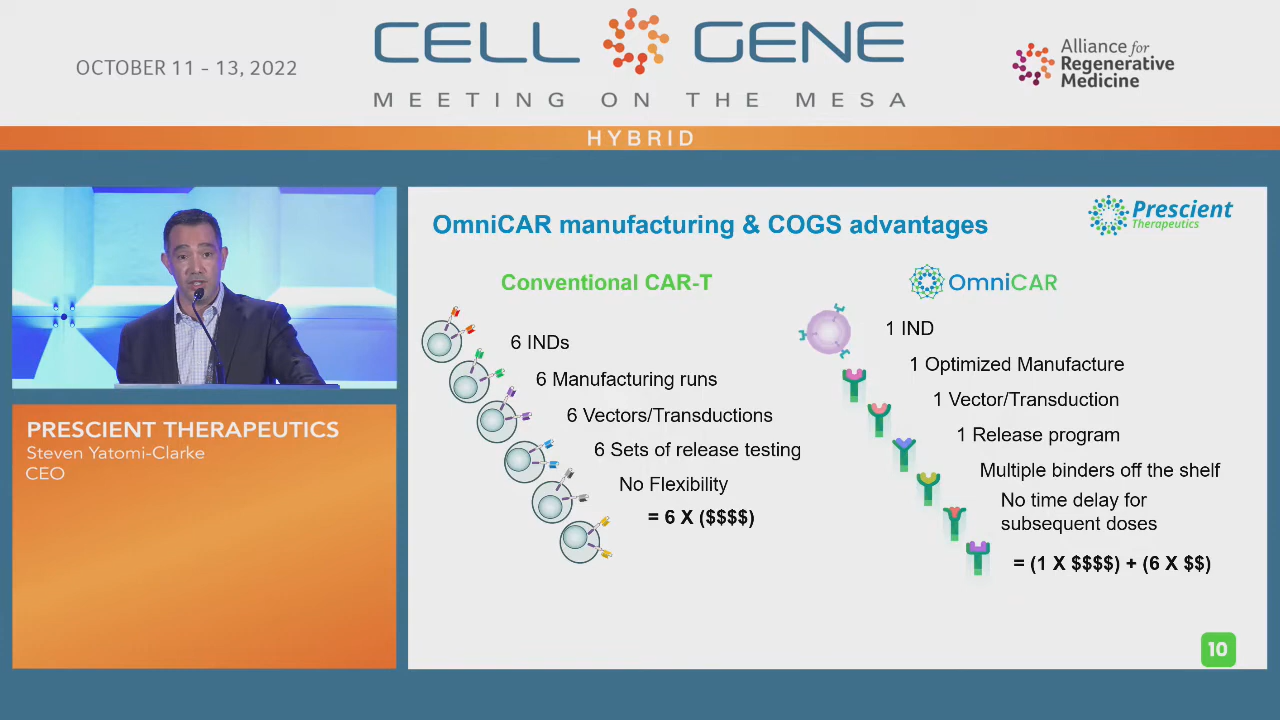 OCTOBER 11 - 13, 2022
CELL GENE
MEETING ON THE MESA
Alliance for
Regenerative
Medicine
HYBRID
PRESCIENT THERAPEUTICS
Steven Yatomi-Clarke
CEO
OmniCAR manufacturing & COGS advantages
Prescient
Therapeutics
Conventional CAR-T
6 INDs
6 Manufacturing runs
6 Vectors/Transductions
6 Sets of release testing
No Flexibility
= 6 X ($$$$)
OmniCAR
1 IND
1 Optimized Manufacture
1 Vector/Transduction
1 Release program
Multiple binders off the shelf
No time delay for
subsequent doses
= (1 X $$$$) + (6 X $$)
10